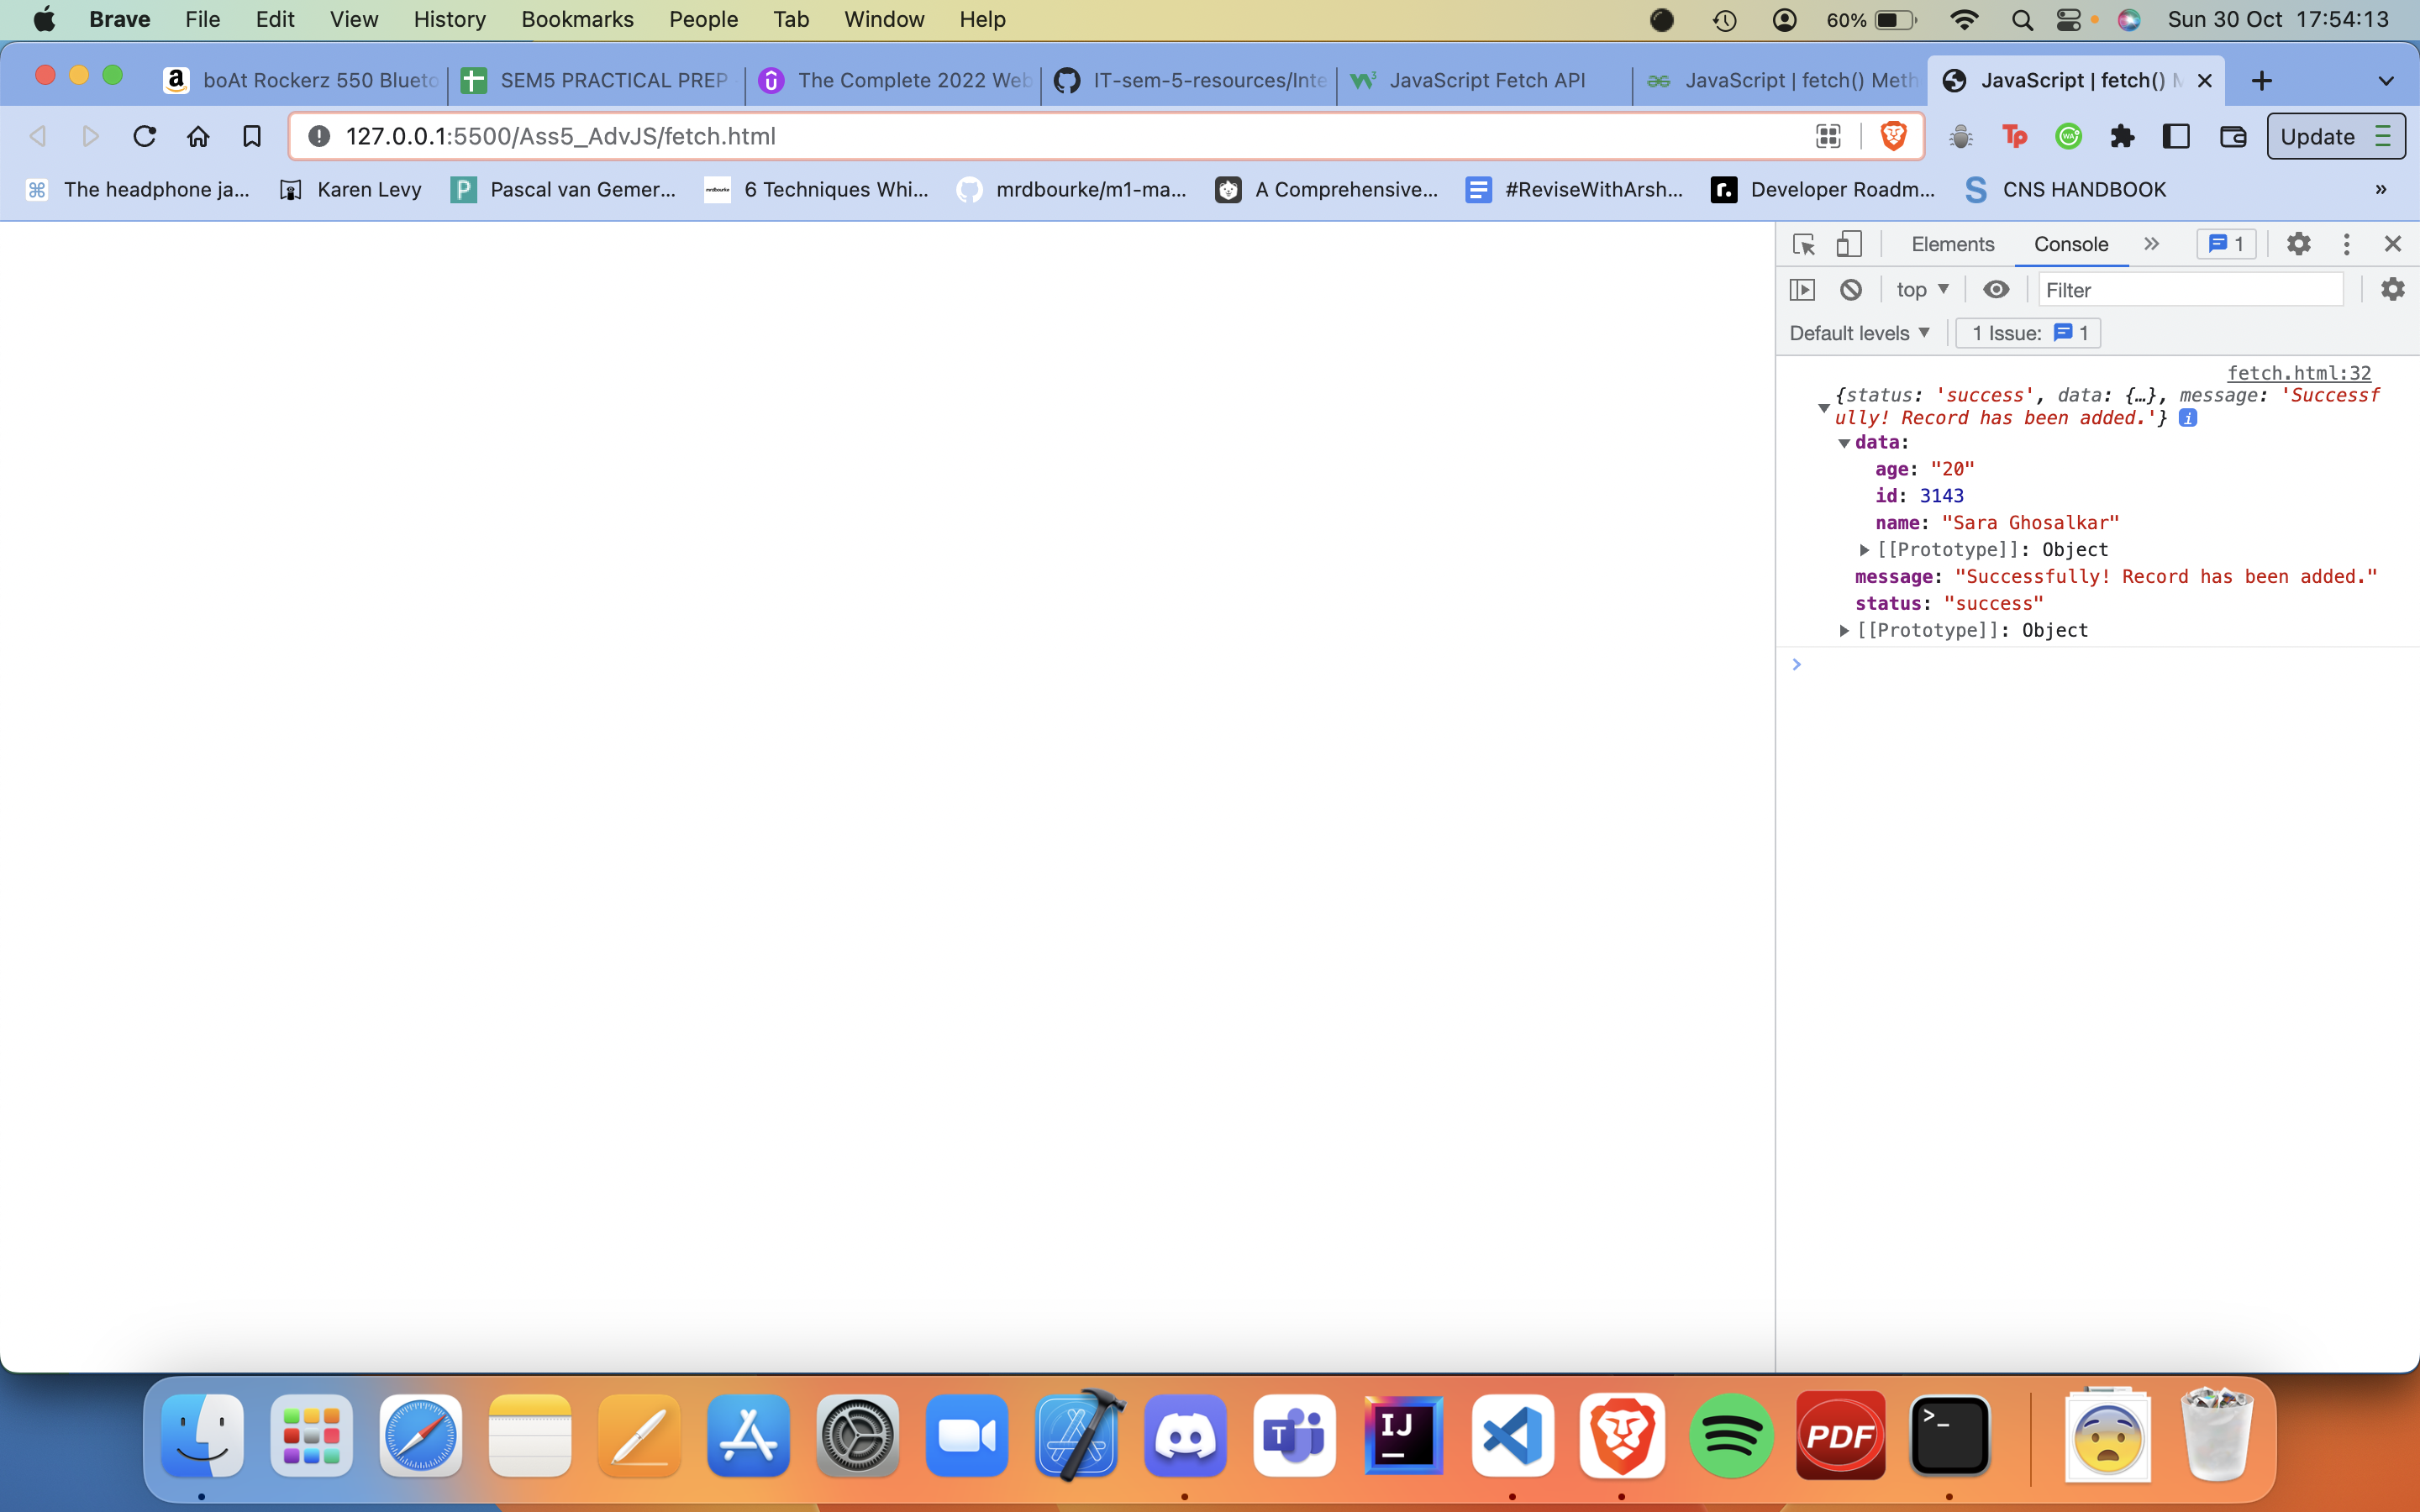 Brave File Edit View History Bookmarks People Tab Window Help 60% Sun 30 Oct 17:54:13
boAt Rockerz 550 Blueto SEM5 PRACTICAL PREP The Complete 2022 Web IT-sem-5-resources/Inte JavaScript Fetch API JavaScript | fetch() Meth JavaScript | fetch() M
127.0.0.1:5500/Ass5_AdvJS/fetch.html Update
The headphone ja... Karen Levy Pascal van Gemer... 6 Techniques Whi... mrdbourke/m1-ma... A Comprehensive... #ReviseWithArsh... Developer Roadm... CNS HANDBOOK »
Elements Console » 1
top Filter
Default levels 1 Issue: 1
fetch.html:32
{status: 'success', data: {…}, message: 'Successf
ully! Record has been added.'} i
data:
age: "20"
id: 3143
name: "Sara Ghosalkar"
[[Prototype]]: Object
message: "Successfully! Record has been added."
status: "success"
[[Prototype]]: Object
>
IJ T PDF >_